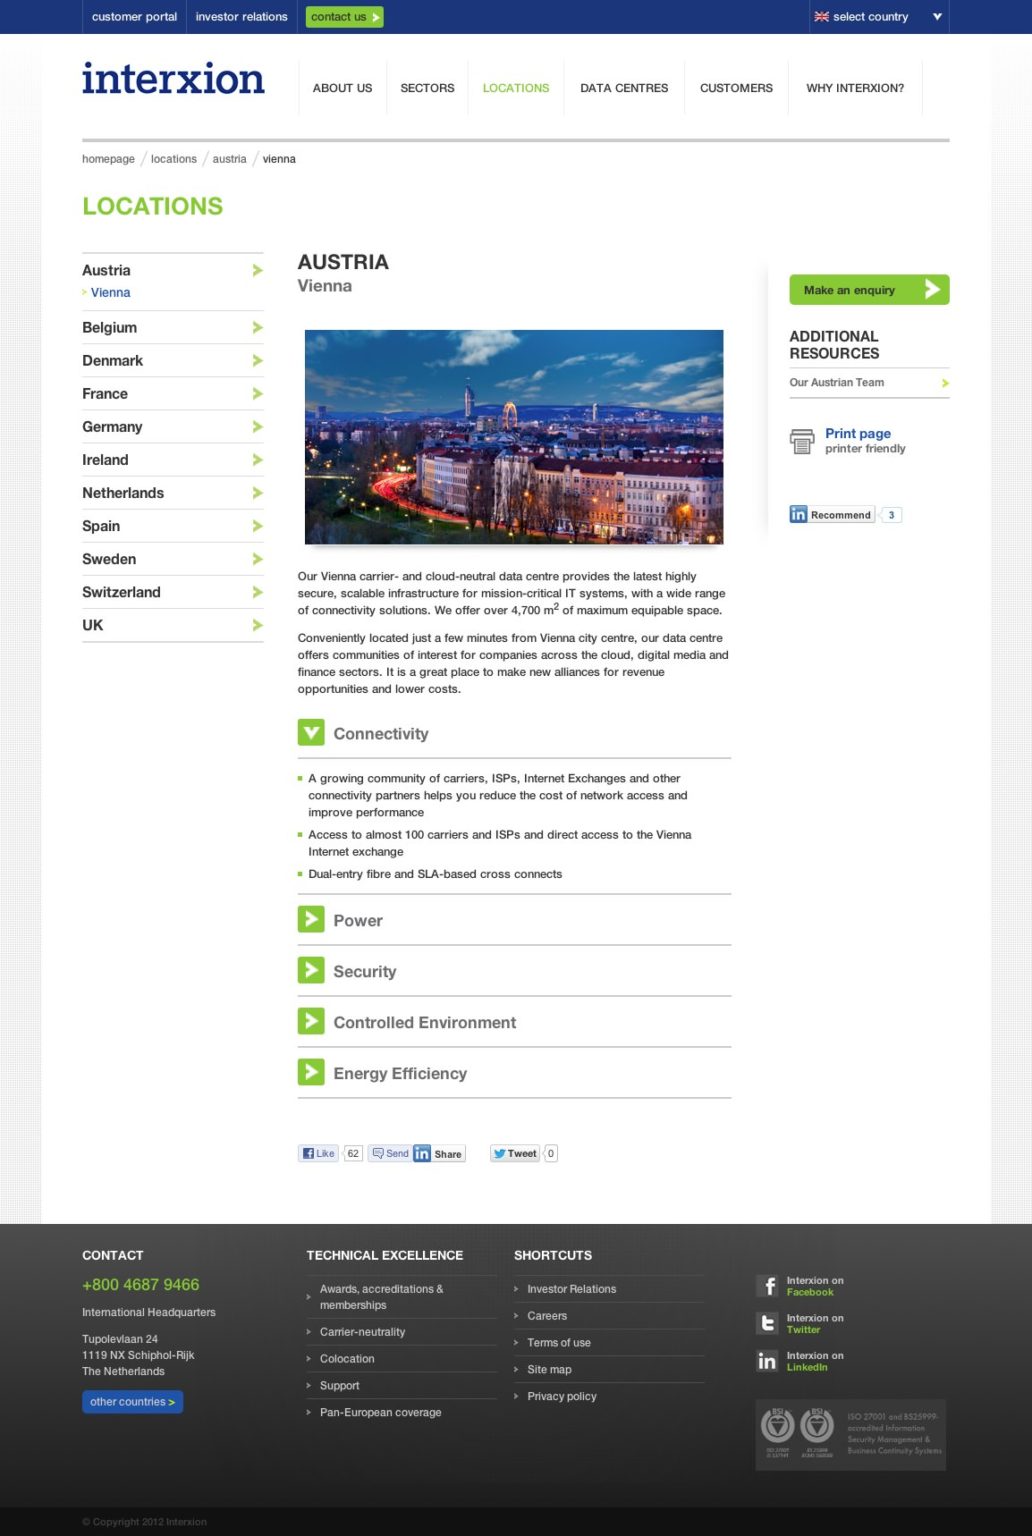 customer portal
investor relations
contact us
select country
interxion
ABOUT US
SECTORS
LOCATIONS
DATA CENTRES
CUSTOMERS
WHY INTERXION?
homepage / locations / austria / vienna
LOCATIONS
Austria
Vienna
Belgium
Denmark
France
Germany
Ireland
Netherlands
Spain
Sweden
Switzerland
UK
AUSTRIA
Vienna
Our Vienna carrier- and cloud-neutral data centre provides the latest highly
secure, scalable infrastructure for mission-critical IT systems, with a wide range
of connectivity solutions. We offer over 4,700 m² of maximum equipable space.
Conveniently located just a few minutes from Vienna city centre, our data centre
offers communities of interest for companies across the cloud, digital media and
finance sectors. It is a great place to make new alliances for revenue
opportunities and lower costs.
Connectivity
A growing community of carriers, ISPs, Internet Exchanges and other
connectivity partners helps you reduce the cost of network access and
improve performance
Access to almost 100 carriers and ISPs and direct access to the Vienna
Internet exchange
Dual-entry fibre and SLA-based cross connects
Power
Security
Controlled Environment
Energy Efficiency
Like 62 Send in Share Tweet 0
Make an enquiry
ADDITIONAL
RESOURCES
Our Austrian Team
Print page
printer friendly
in Recommend 3
CONTACT
+800 4687 9466
International Headquarters
Tupolevlaan 24
1119 NX Schiphol-Rijk
The Netherlands
other countries >
TECHNICAL EXCELLENCE
Awards, accreditations &
memberships
Carrier-neutrality
Colocation
Support
Pan-European coverage
SHORTCUTS
Investor Relations
Careers
Terms of use
Site map
Privacy policy
Interxion on
Facebook
Interxion on
Twitter
Interxion on
LinkedIn
BSI BSI
ISO 27001 and BS25999-
accredited Information
Security Management &
Business Continuity Systems
© Copyright 2012 Interxion